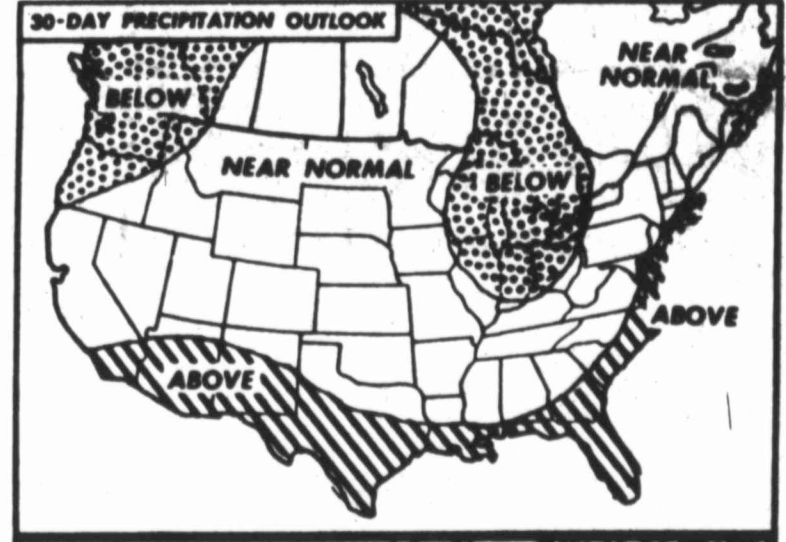 30-DAY PRECIPITATION OUTLOOK
NEAR
NORMAL
BELOW
NEAR NORMAL
BELOW
ABOVE
ABOVE